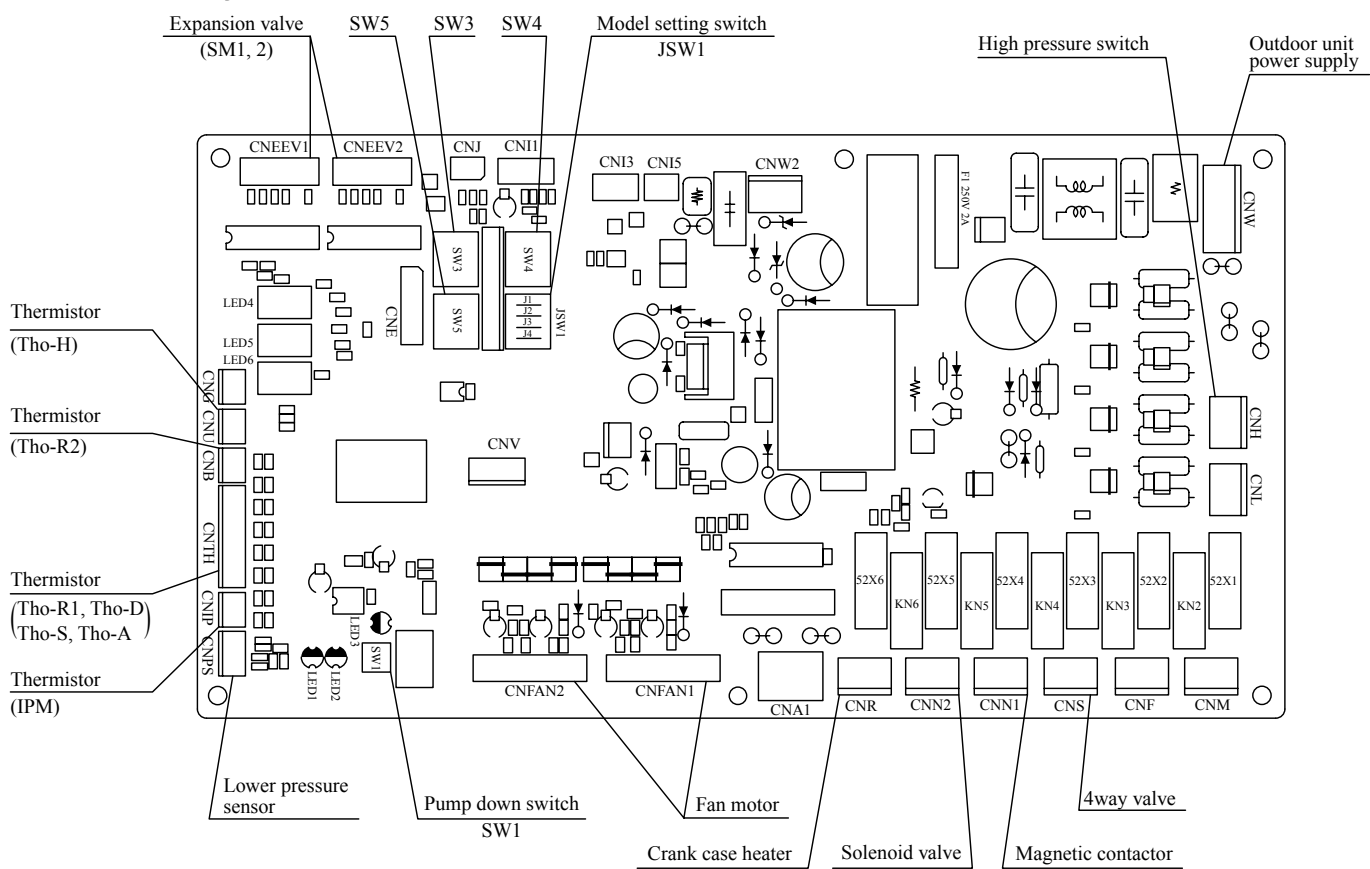 Expansion valve
(SM1, 2)
SW5
SW3
SW4
Model setting switch
JSW1
High pressure switch
Outdoor unit
power supply
CNEEV1
CNEEV2
CNJ
CNI1
CNI3
CNI5
CNW2
F1 250V 2A
CNW
SW3
SW4
CNE
SW5
J1
J2
J3
J4
JSW1
LED4
LED5
LED6
Thermistor
(Tho-H)
CNG
CNU
Thermistor
(Tho-R2)
CNB
CNV
CNH
CNL
CNTH
Thermistor
(Tho-R1, Tho-D
Tho-S, Tho-A)
CNIP
CNPS
Thermistor
(IPM)
LED3
LED1
LED2
SW1
52X6
KN6
52X5
KN5
52X4
KN4
52X3
KN3
52X2
KN2
52X1
CNFAN2
CNFAN1
CNA1
CNR
CNN2
CNN1
CNS
CNF
CNM
Lower pressure
sensor
Pump down switch
SW1
Fan motor
4way valve
Crank case heater
Solenoid valve
Magnetic contactor